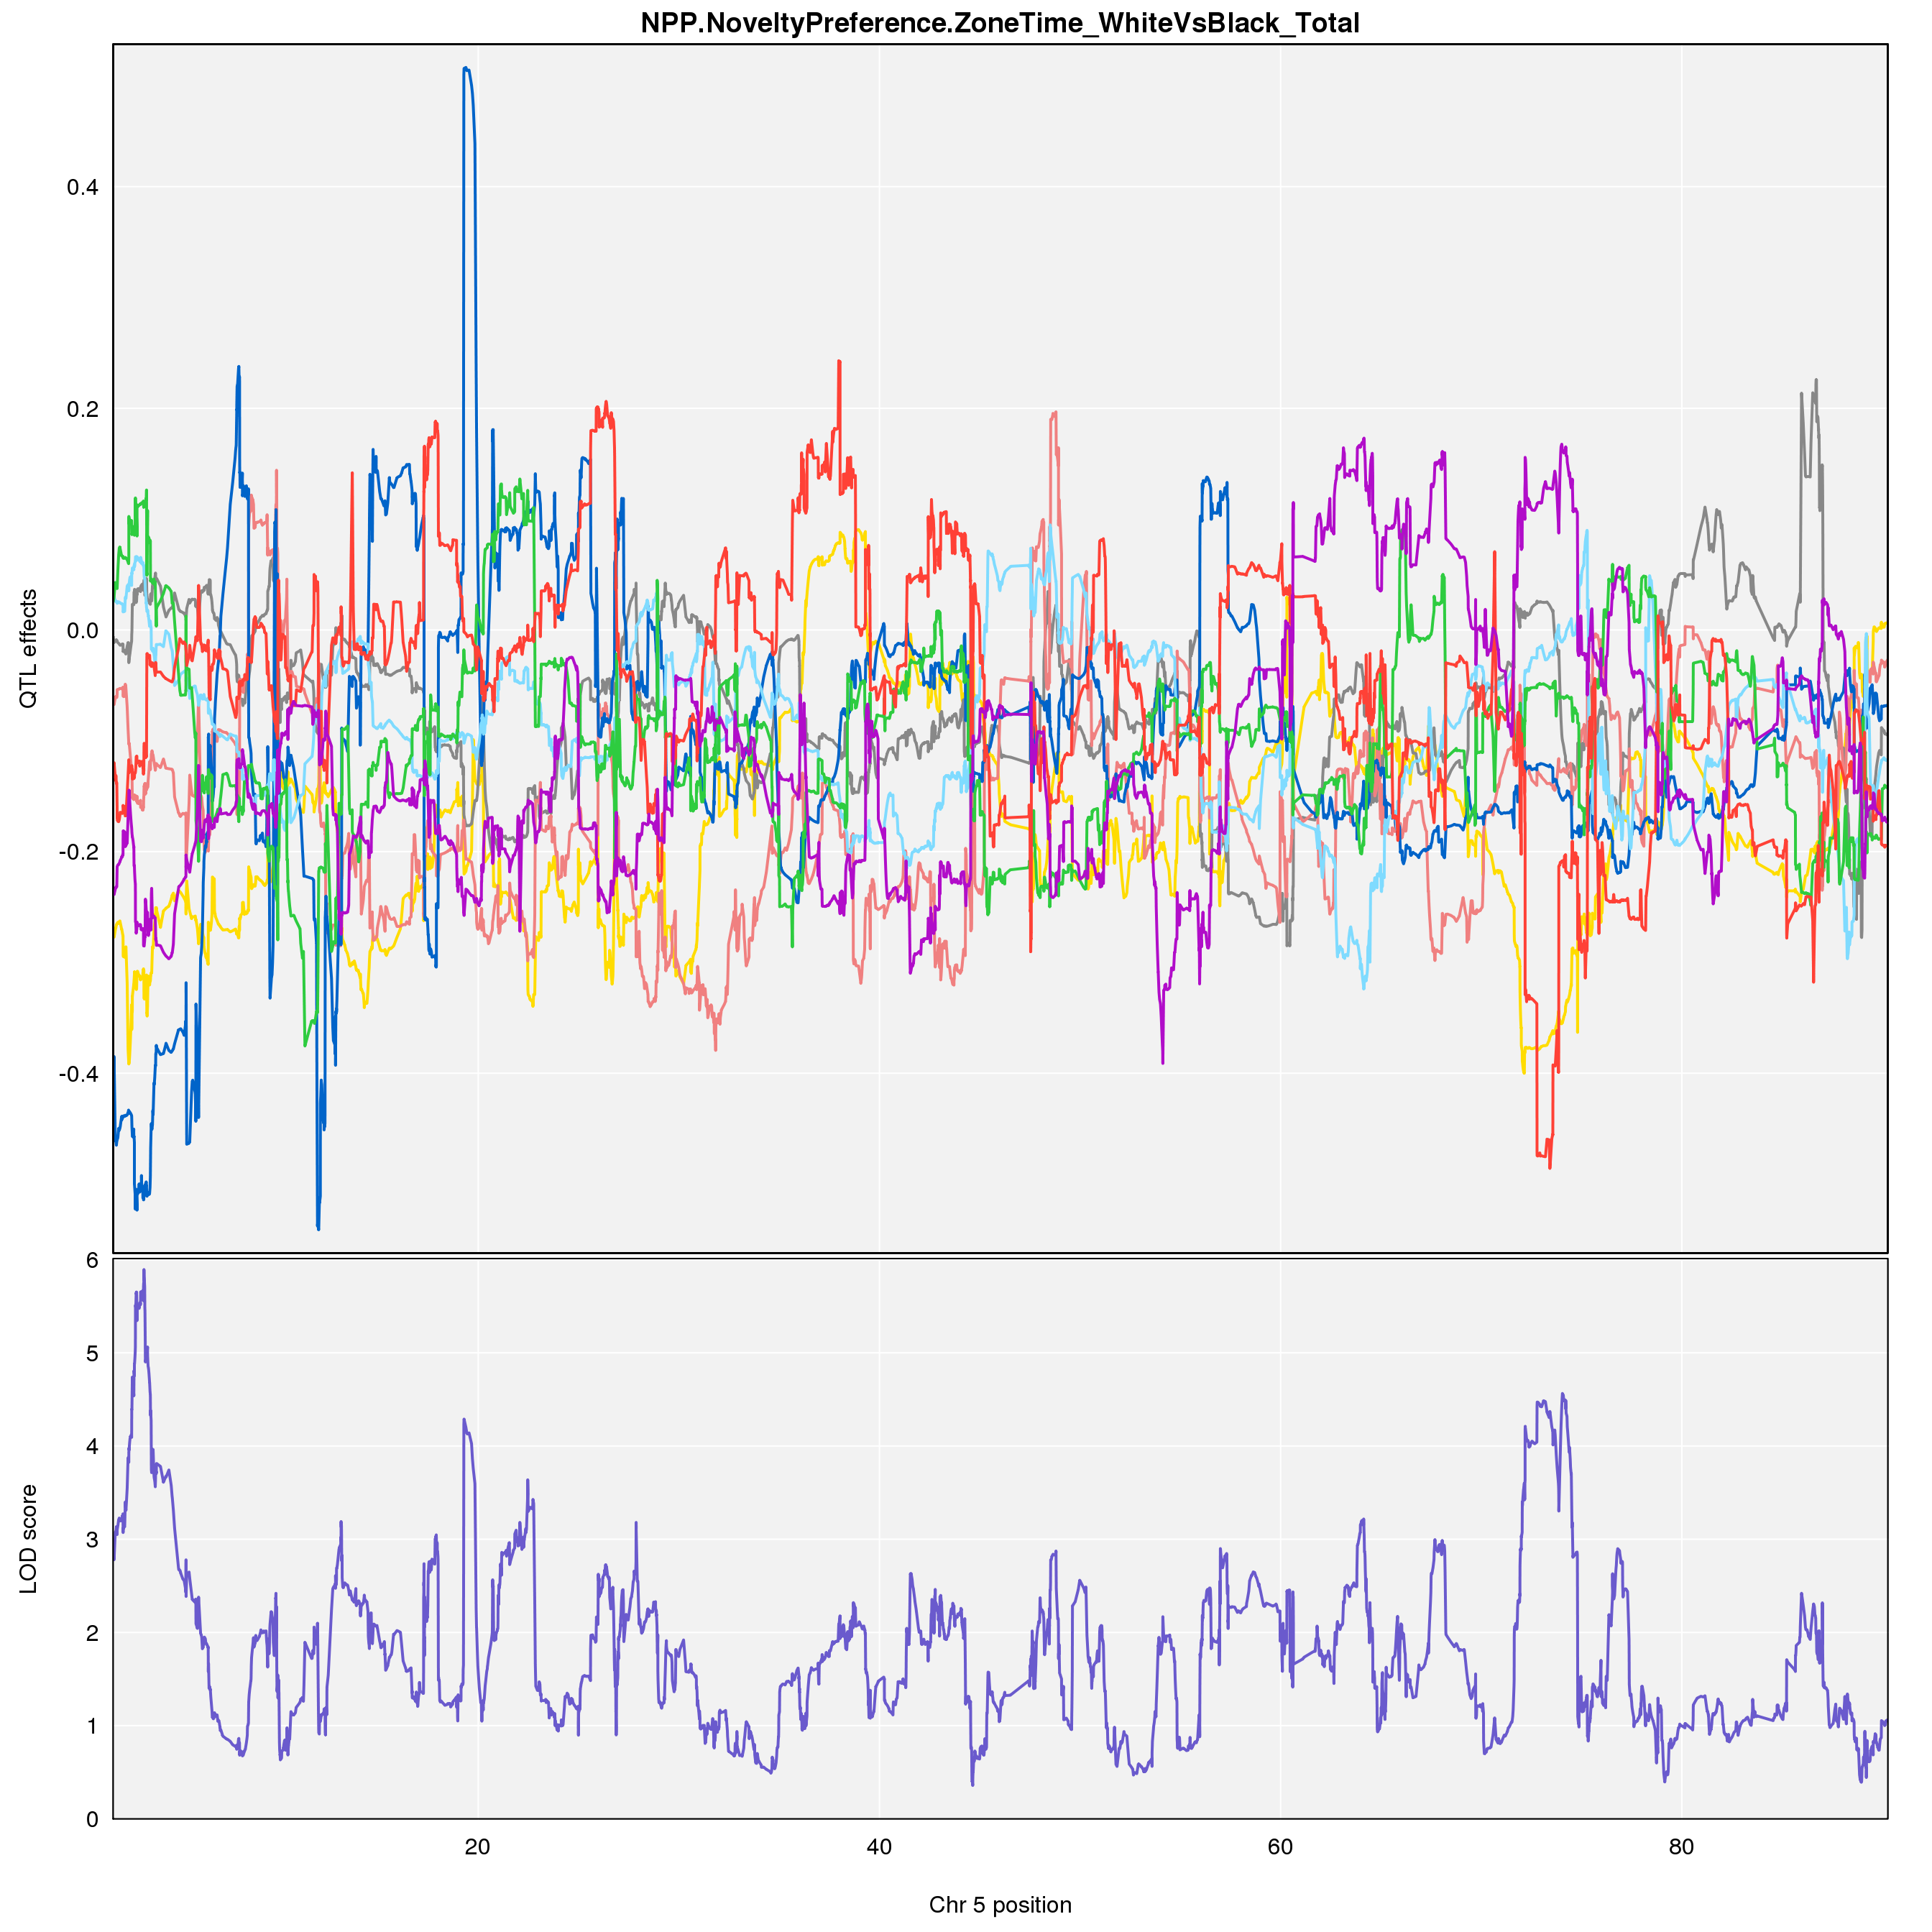 NPP.NoveltyPreference.ZoneTime_WhiteVsBlack_Total
QTL effects
0.4
0.2
0.0
-0.2
-0.4
LOD score
6
5
4
3
2
1
0
20 40 60 80
Chr 5 position